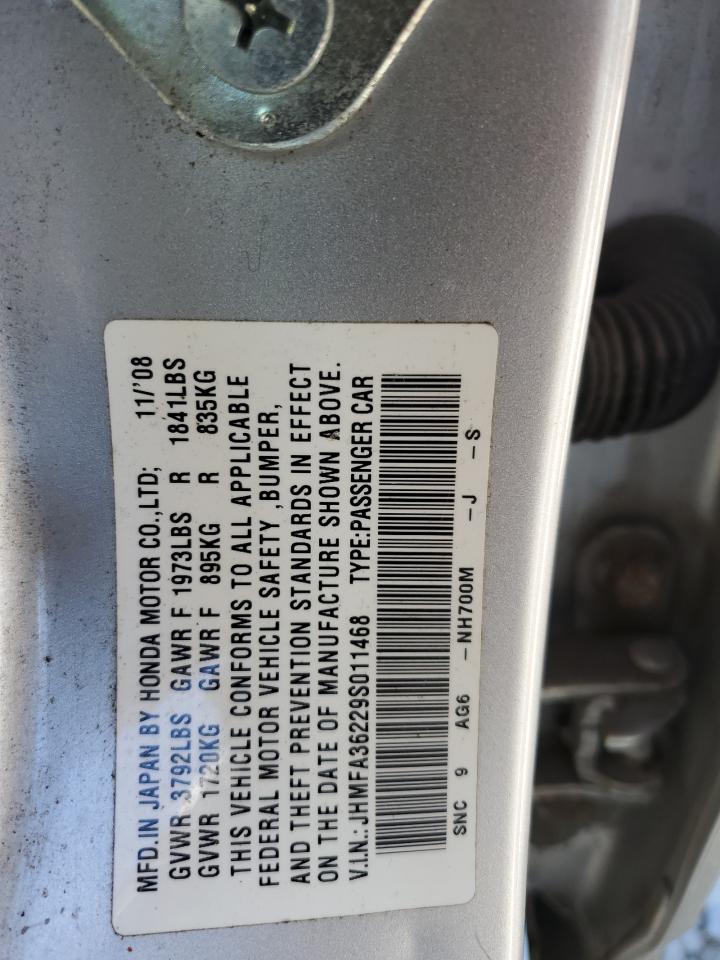 MFD.IN JAPAN BY HONDA MOTOR CO.,LTD; 11/'08
GVWR 3792LBS GAWR F 1973LBS R 1841LBS
GVWR 1720KG GAWR F 895KG R 835KG
THIS VEHICLE CONFORMS TO ALL APPLICABLE
FEDERAL MOTOR VEHICLE SAFETY ,BUMPER,
AND THEFT PREVENTION STANDARDS IN EFFECT
ON THE DATE OF MANUFACTURE SHOWN ABOVE.
V.I.N.: JHMFA36229S011468 TYPE:PASSENGER CAR
SNC 9 AG6 -NH700M -J -S